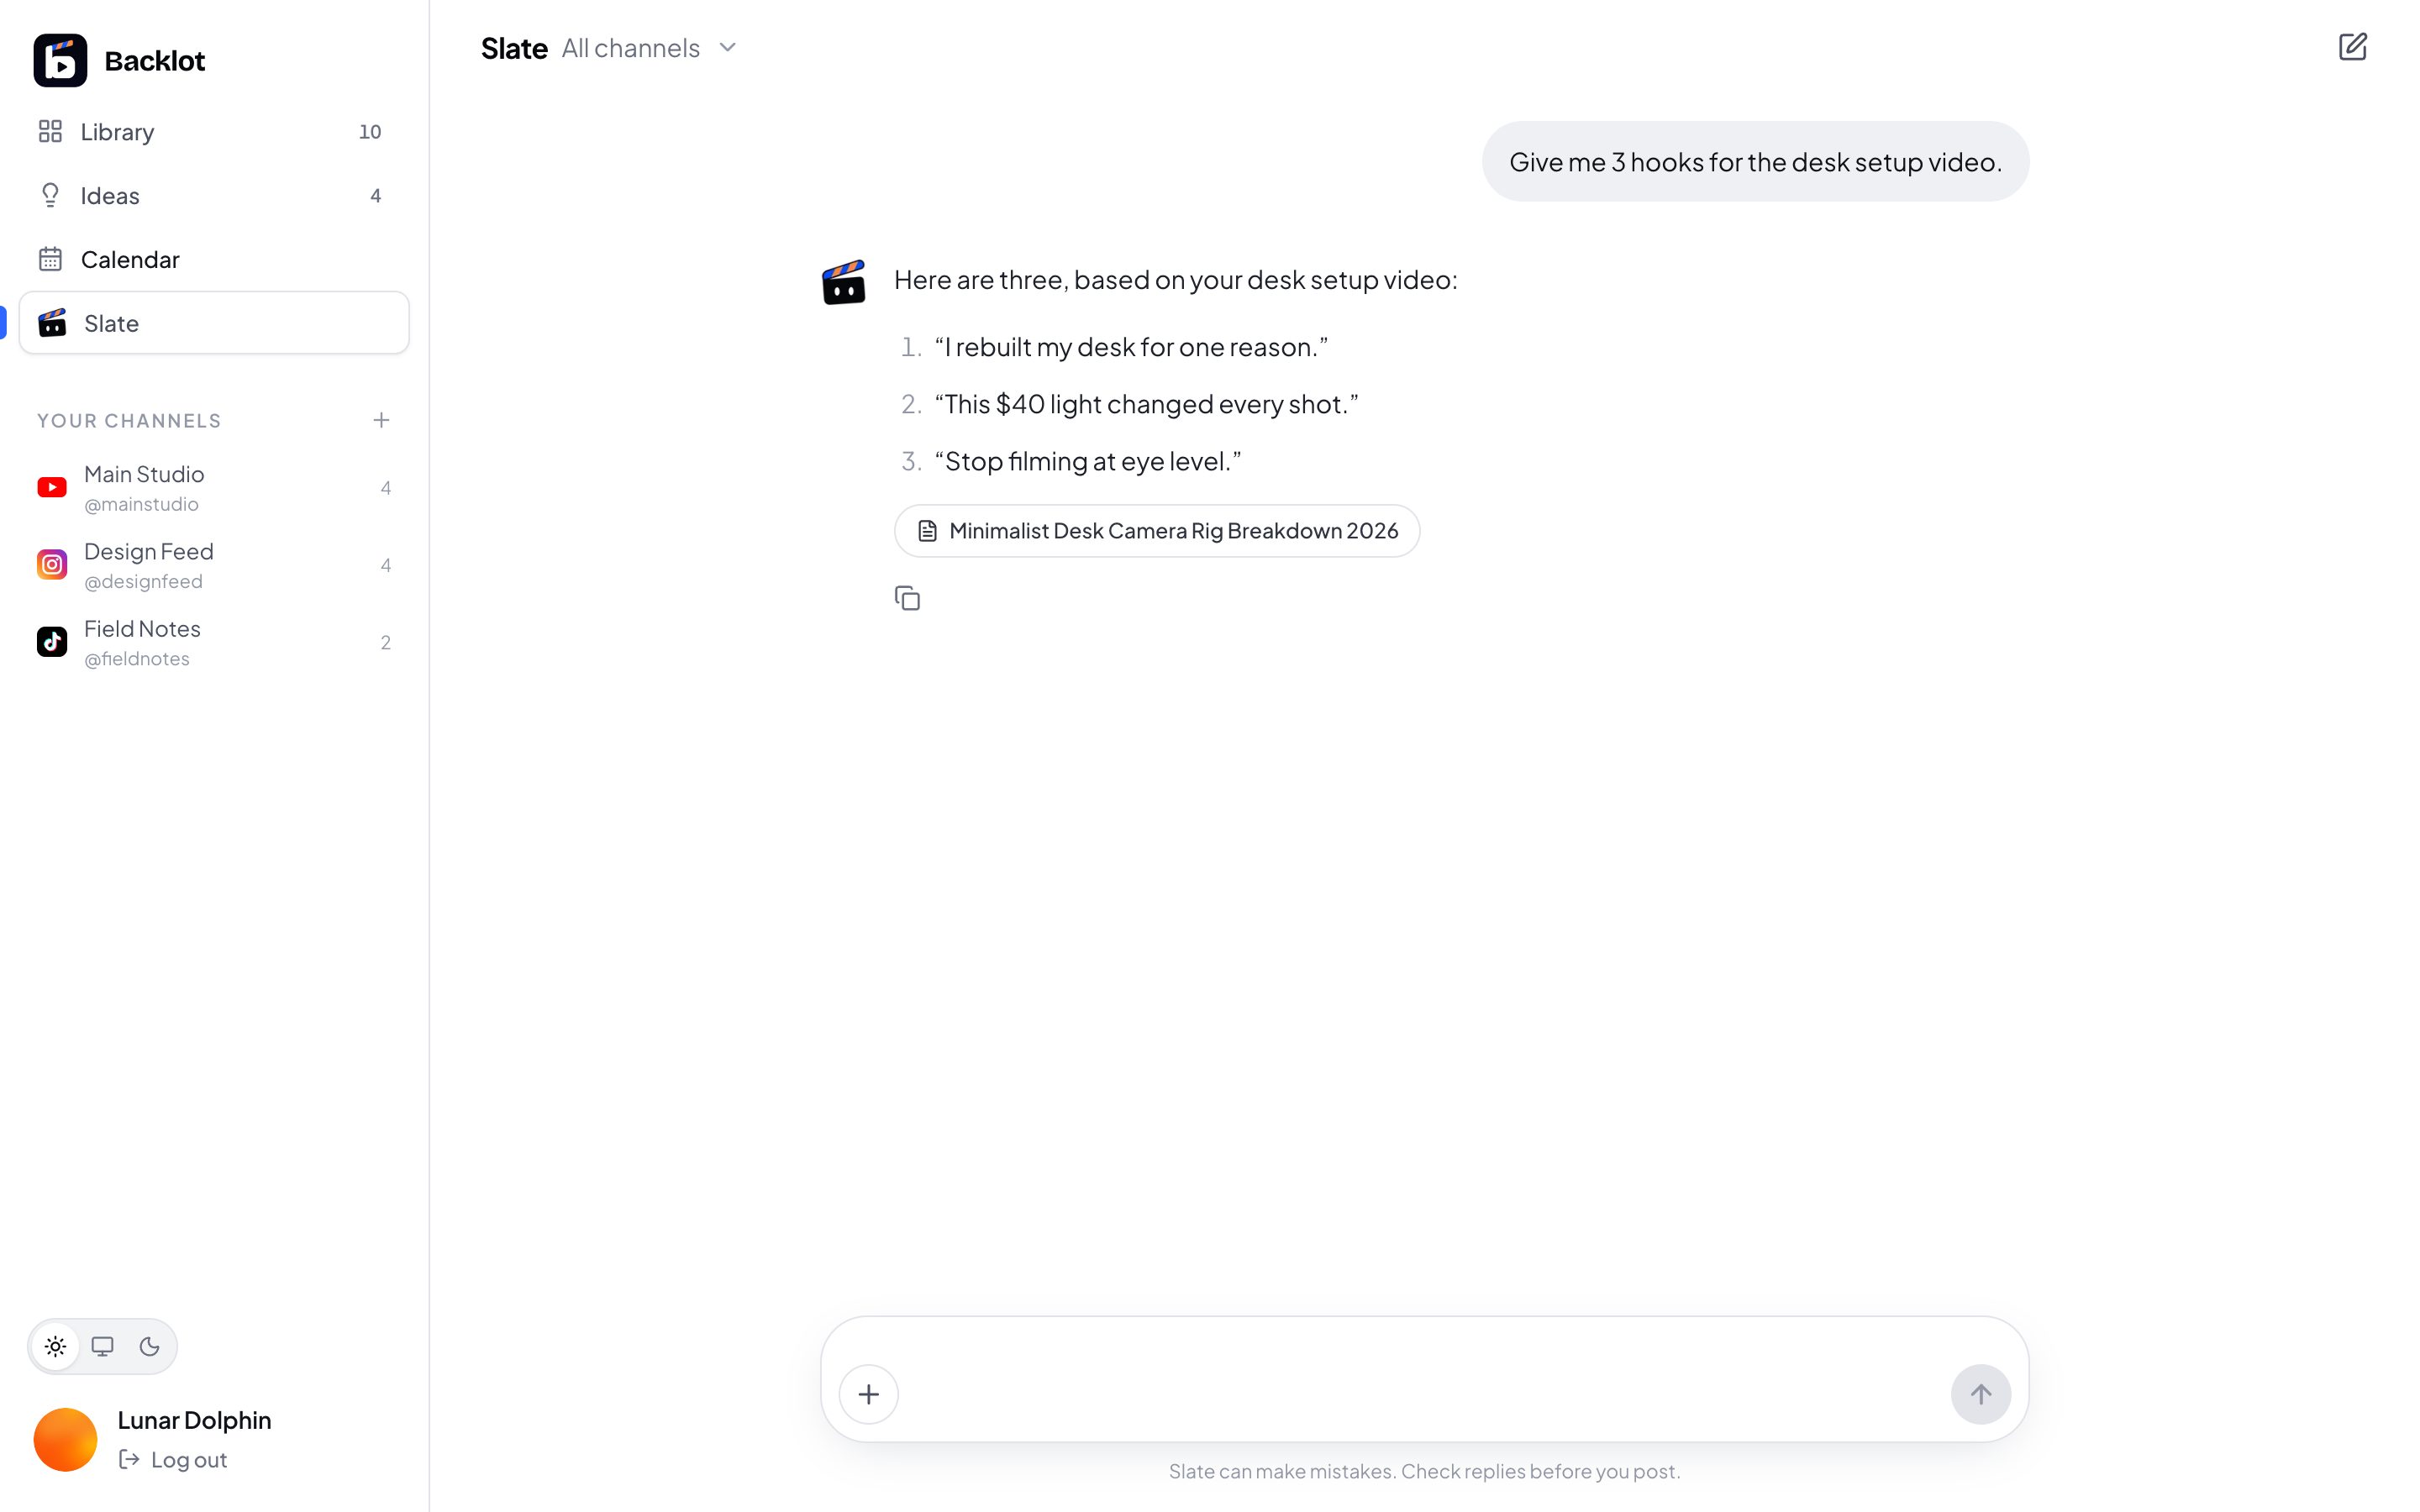 Backlot
Library 10
Ideas 4
Calendar
Slate
YOUR CHANNELS
Main Studio
@mainstudio
4
Design Feed
@designfeed
4
Field Notes
@fieldnotes
2
Lunar Dolphin
Log out
Slate All channels
Give me 3 hooks for the desk setup video.
Here are three, based on your desk setup video:
1. “I rebuilt my desk for one reason.”
2. “This $40 light changed every shot.”
3. “Stop filming at eye level.”
Minimalist Desk Camera Rig Breakdown 2026
Slate can make mistakes. Check replies before you post.